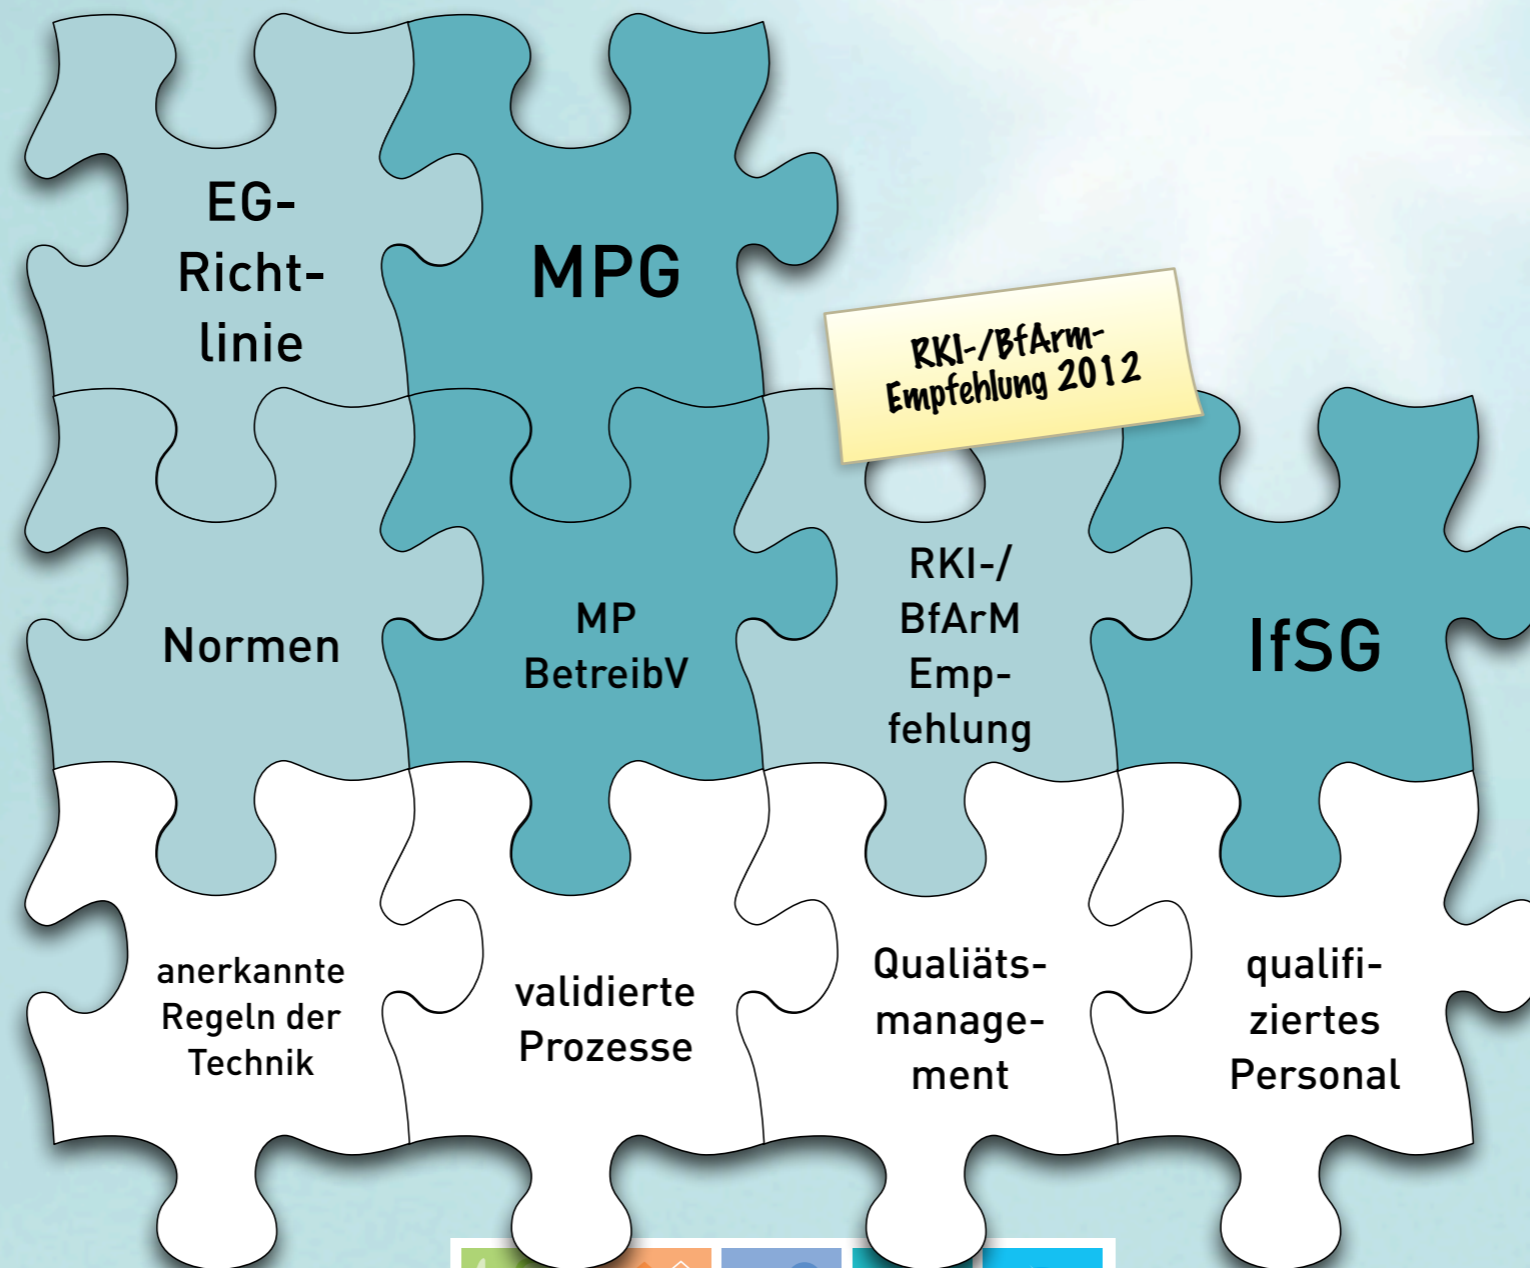 EG-
Richt-
linie
MPG
RKI-/BfArm-
Empfehlung 2012
Normen
MP
BetreibV
RKI-/
BfArM
Emp-
fehlung
IfSG
anerkannte
Regeln der
Technik
validierte
Prozesse
Qualiäts-
manage-
ment
qualifi-
ziertes
Personal